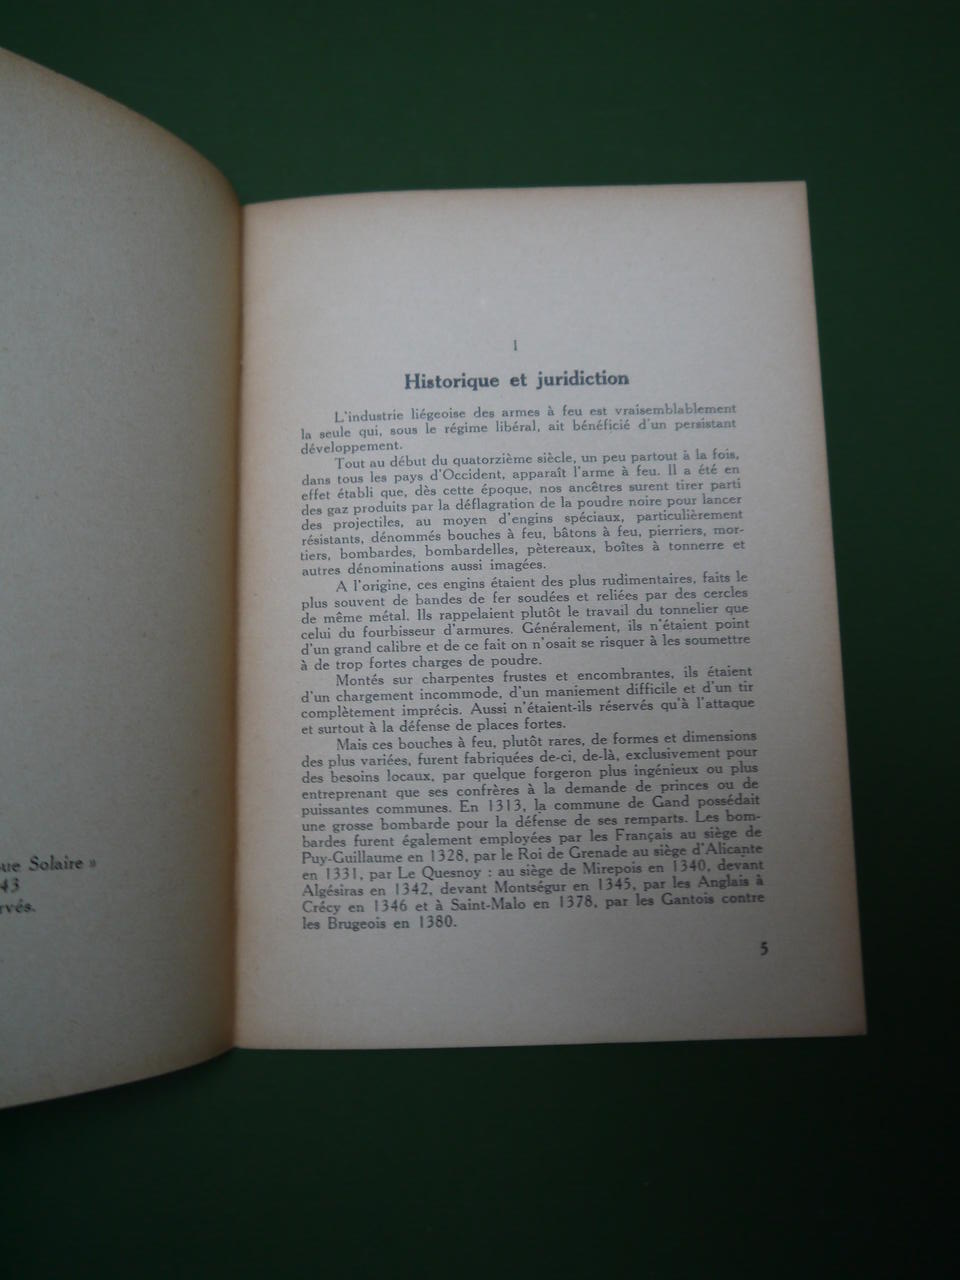 ue Solaire »
43
rvés.
I
Historique et juridiction
L'industrie liégeoise des armes à feu est vraisemblablement
la seule qui, sous le régime libéral, ait bénéficié d'un persistant
développement.
Tout au début du quatorzième siècle, un peu partout à la fois,
dans tous les pays d'Occident, apparaît l'arme à feu. Il a été en
effet établi que, dès cette époque, nos ancêtres surent tirer parti
des gaz produits par la déflagration de la poudre noire pour lancer
des projectiles, au moyen d'engins spéciaux, particulièrement
résistants, dénommés bouches à feu, bâtons à feu, pierriers, mor-
tiers, bombardes, bombardelles, pètereaux, boîtes à tonnerre et
autres dénominations aussi imagées.
A l'origine, ces engins étaient des plus rudimentaires, faits le
plus souvent de bandes de fer soudées et reliées par des cercles
de même métal. Ils rappelaient plutôt le travail du tonnelier que
celui du fourbisseur d'armures. Généralement, ils n'étaient point
d'un grand calibre et de ce fait on n'osait se risquer à les soumettre
à de trop fortes charges de poudre.
Montés sur charpentes frustes et encombrantes, ils étaient
d'un chargement incommode, d'un maniement difficile et d'un tir
complètement imprécis. Aussi n'étaient-ils réservés qu'à l'attaque
et surtout à la défense de places fortes.
Mais ces bouches à feu, plutôt rares, de formes et dimensions
des plus variées, furent fabriquées de-ci, de-là, exclusivement pour
des besoins locaux, par quelque forgeron plus ingénieux ou plus
entreprenant que ses confrères à la demande de princes ou de
puissantes communes. En 1313, la commune de Gand possédait
une grosse bombarde pour la défense de ses remparts. Les bom-
bardes furent également employées par les Français au siège de
Puy-Guillaume en 1328, par le Roi de Grenade au siège d'Alicante
en 1331, par Le Quesnoy : au siège de Mirepois en 1340, devant
Algésiras en 1342, devant Montségur en 1345, par les Anglais à
Crécy en 1346 et à Saint-Malo en 1378, par les Gantois contre
les Brugeois en 1380.
5